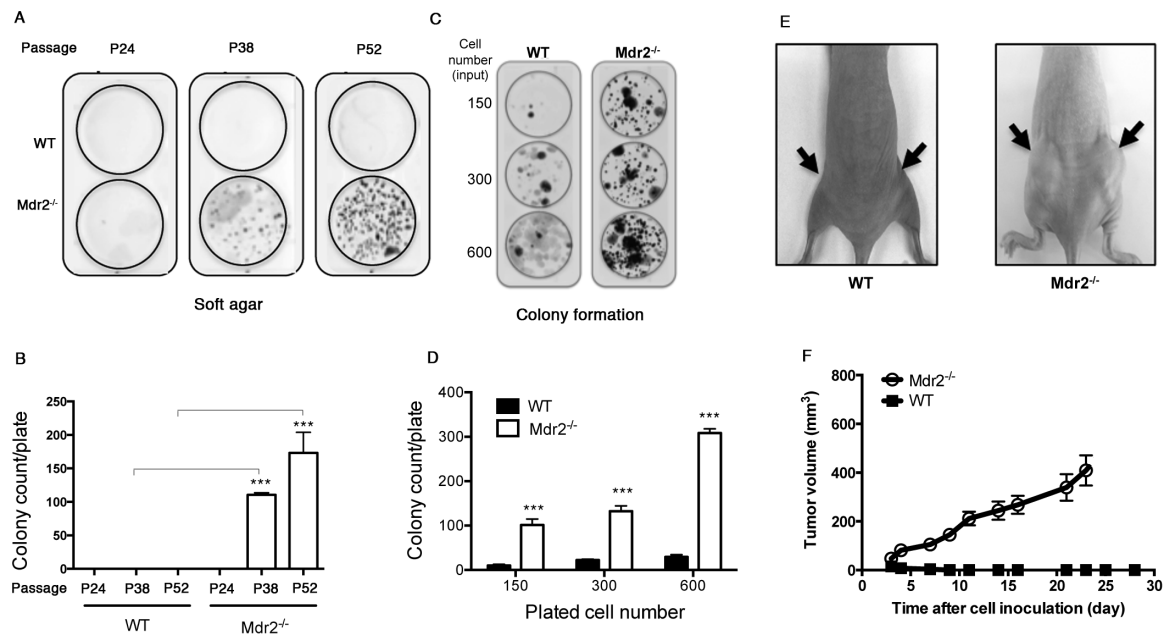 A
Passage P24 P38 P52
WT
Mdr2-/-
Soft agar
C
Cell number (input)
WT Mdr2-/-
150
300
600
Colony formation
E
WT Mdr2-/-
B
Colony count/plate
250
200
150
100
50
0
***
***
Passage P24 P38 P52 P24 P38 P52
WT Mdr2-/-
D
Colony count/plate
400
300
200
100
0
WT
Mdr2-/-
***
***
***
150 300 600
Plated cell number
F
Tumor volume (mm3)
800
600
400
200
0
Mdr2-/-
WT
0 5 10 15 20 25 30
Time after cell inoculation (day)